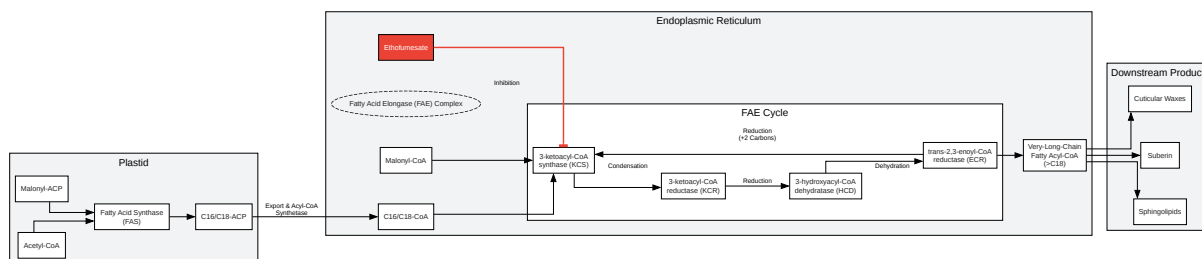 Endoplasmic Reticulum
Ethofumesate
Inhibition
Fatty Acid Elongase (FAE) Complex
FAE Cycle
Reduction
(+2 Carbons)
Malonyl-CoA
3-ketoacyl-CoA
synthase (KCS)
Condensation
3-ketoacyl-CoA
reductase (KCR)
Reduction
3-hydroxyacyl-CoA
dehydratase (HCD)
Dehydration
trans-2,3-enoyl-CoA
reductase (ECR)
Very-Long-Chain
Fatty Acyl-CoA
(>C18)
Downstream Produc
Cuticular Waxes
Suberin
Sphingolipids
Plastid
Malonyl-ACP
Acetyl-CoA
Fatty Acid Synthase
(FAS)
C16/C18-ACP
Export & Acyl-CoA
Synthetase
C16/C18-CoA